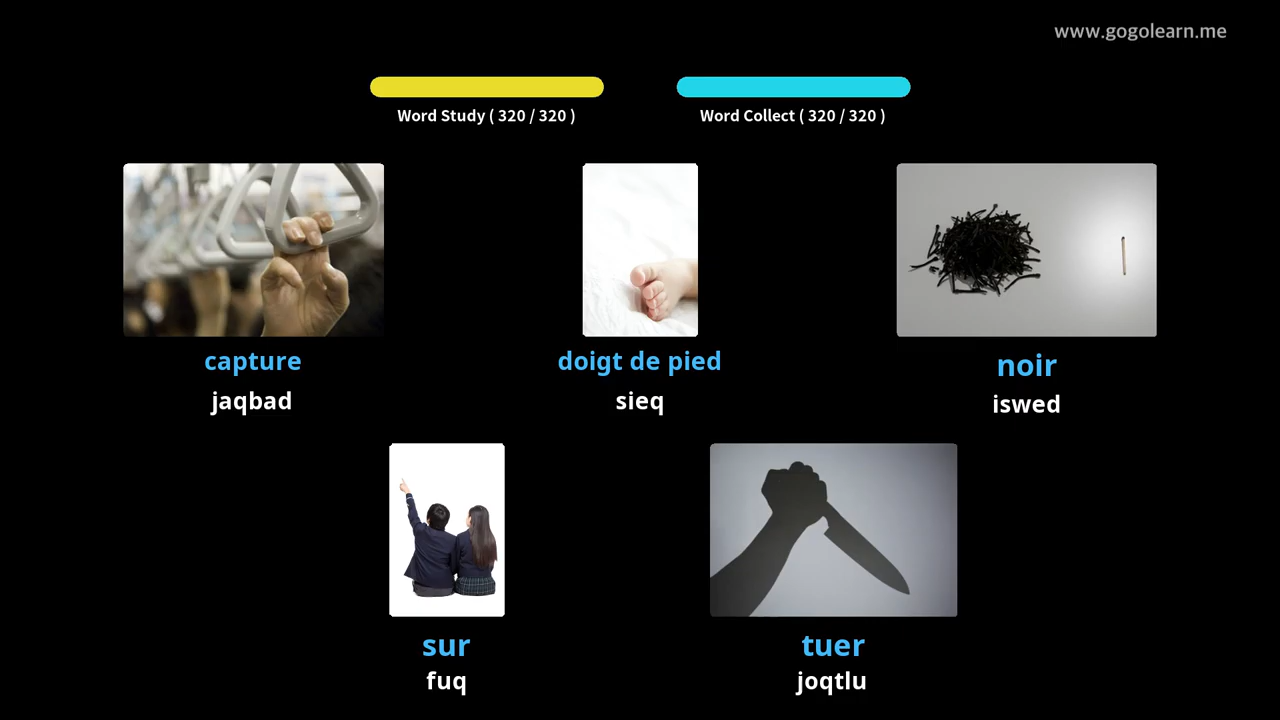 www.gogolearn.me
Word Study ( 320 / 320 )
Word Collect ( 320 / 320 )
capture
jaqbad
doigt de pied
sieq
noir
iswed
sur
fuq
tuer
joqtlu